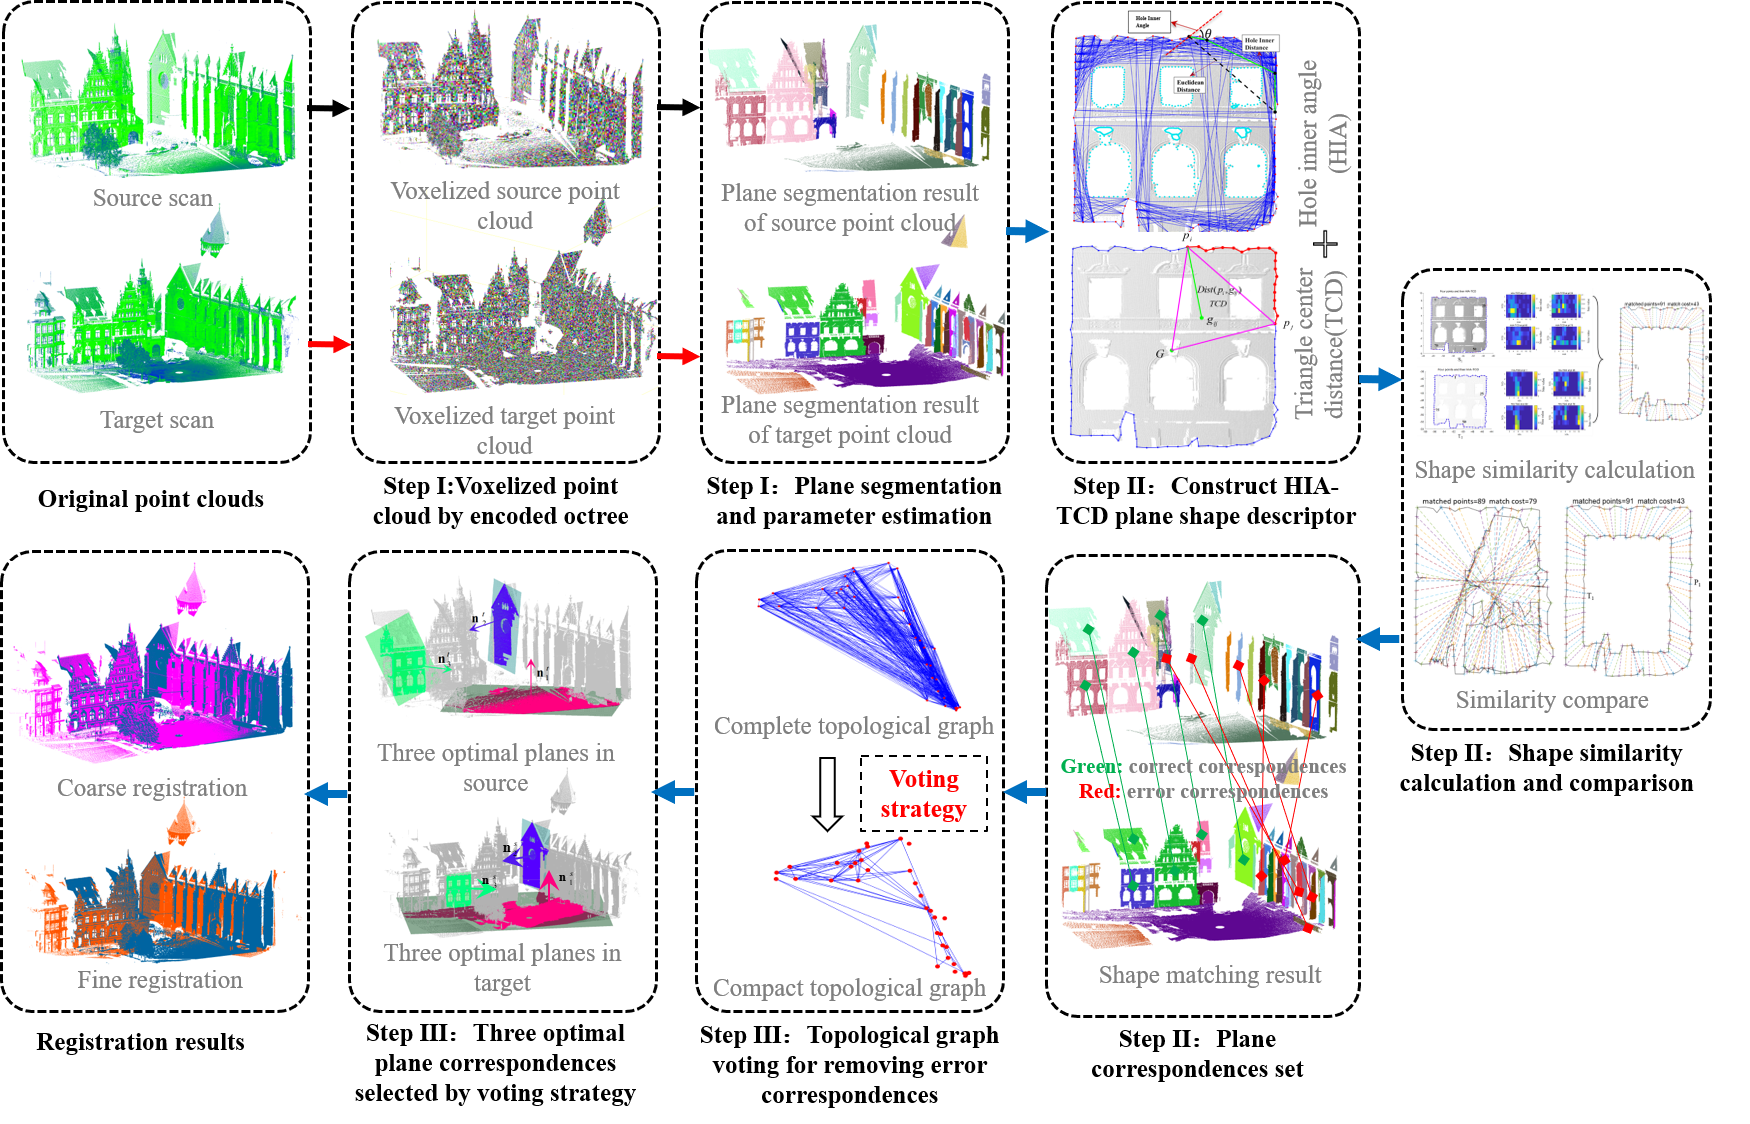 Source scan
Target scan
Original point clouds
Voxelized source point
cloud
Voxelized target point
cloud
Step I:Voxelized point
cloud by encoded octree
Plane segmentation result
of source point cloud
Plane segmentation result
of target point cloud
Step I： Plane segmentation
and parameter estimation
Hole Inner
Angle
θ
Hole Inner
Distance
Euclidean
Distance
Hole inner angle
(HIA)
Triangle center
distance(TCD)
TCD
G
Step II： Construct HIA-
TCD plane shape descriptor
matched points=91 match cost=43
Shape similarity calculation
matched points=89 match cost=79
matched points=91 match cost=43
Similarity compare
Step II： Shape similarity
calculation and comparison
Green: correct correspondences
Red: error correspondences
Shape matching result
Step II： Plane
correspondences set
Complete topological graph
Voting
strategy
Compact topological graph
Step III： Topological graph
voting for removing error
correspondences
Three optimal planes in
source
Three optimal planes in
target
Step III： Three optimal
plane correspondences
selected by voting strategy
Coarse registration
Fine registration
Registration results